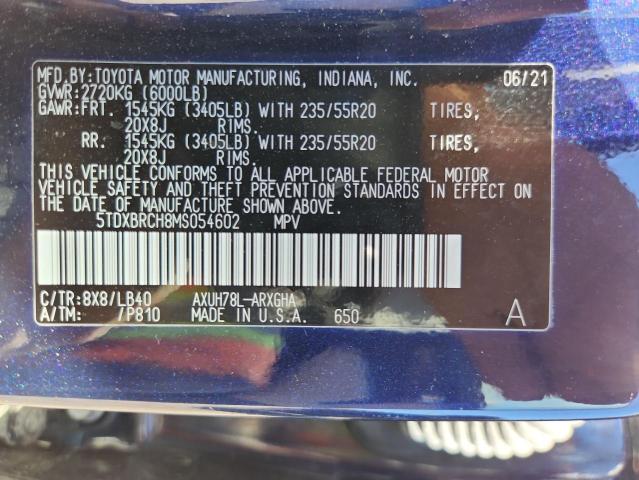 MFD.BY:TOYOTA MOTOR MANUFACTURING, INDIANA, INC. 06/21
GVWR:2720KG (6000LB)
GAWR:FRT. 1545KG (3405LB) WITH 235/55R20 TIRES,
20X8J RIMS.
RR. 1545KG (3405LB) WITH 235/55R20 TIRES,
20X8J RIMS.
THIS VEHICLE CONFORMS TO ALL APPLICABLE FEDERAL MOTOR
VEHICLE SAFETY AND THEFT PREVENTION STANDARDS IN EFFECT ON
THE DATE OF MANUFACTURE SHOWN ABOVE.
5TDXBRCH8MS054602 MPV
C/TR:8X8/LB40 AXUH78L-ARXGHA
A/TM: /P810 MADE IN U.S.A. 650 A